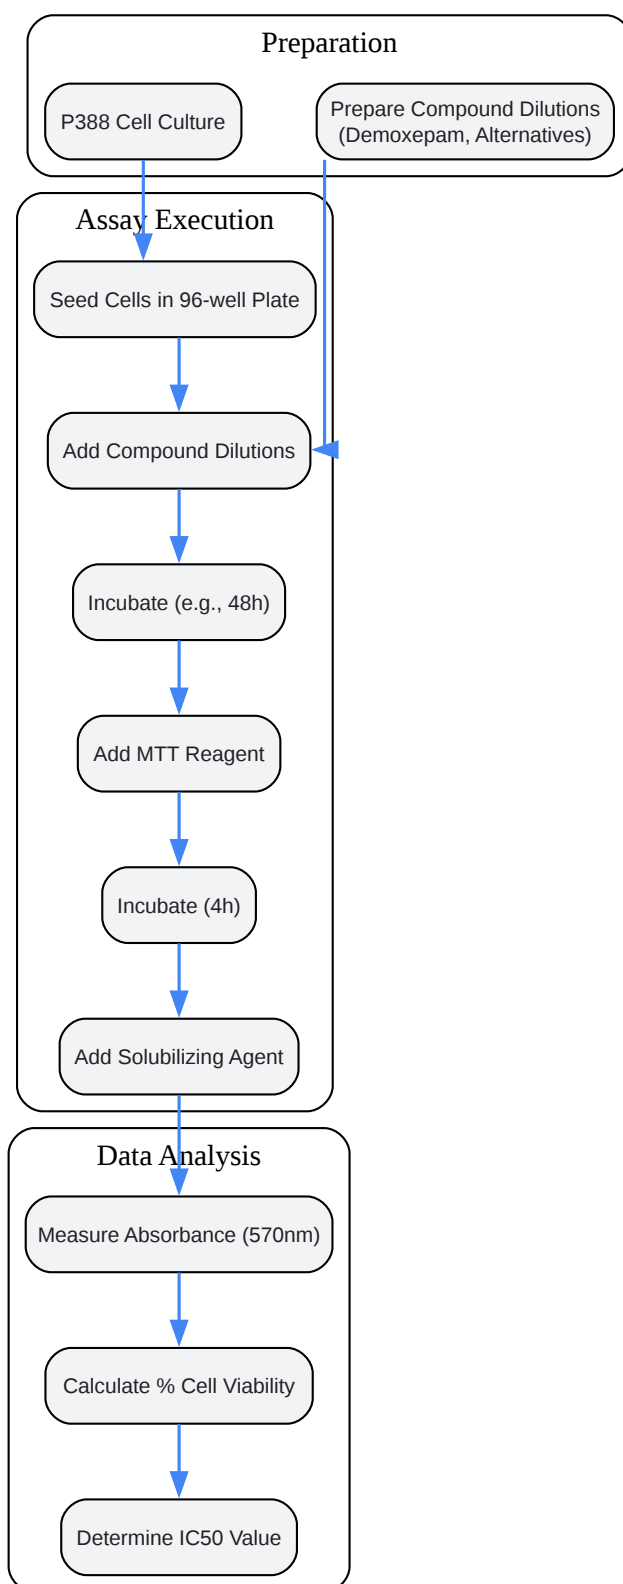 Preparation
P388 Cell Culture
Prepare Compound Dilutions
(Demoxepam, Alternatives)
Assay Execution
Seed Cells in 96-well Plate
Add Compound Dilutions
Incubate (e.g., 48h)
Add MTT Reagent
Incubate (4h)
Add Solubilizing Agent
Data Analysis
Measure Absorbance (570nm)
Calculate % Cell Viability
Determine IC50 Value